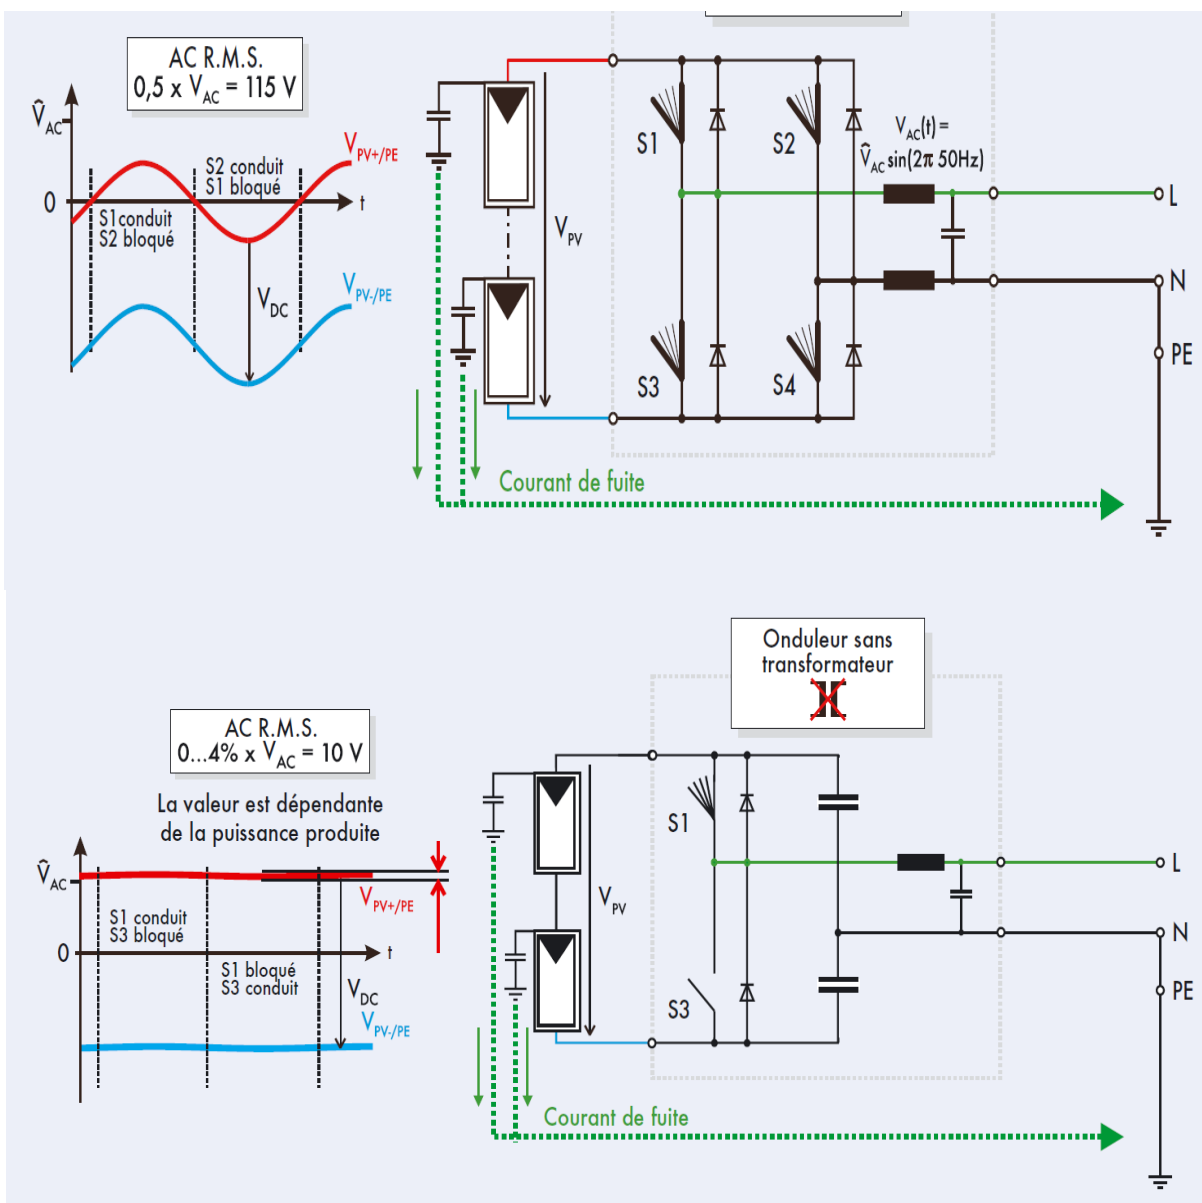 AC R.M.S.
0,5 x V_AC = 115 V
V̂_AC
V_PV+/PE
S2 conduit
S1 bloqué
0
t
S1conduit
S2 bloqué
V_PV-/PE
V_DC
S1
S2
V_AC(t) =
V̂_AC sin(2π 50Hz)
L
V_PV
N
S3
S4
PE
Courant de fuite
Onduleur sans
transformateur
AC R.M.S.
0...4% x V_AC = 10 V
La valeur est dépendante
de la puissance produite
V̂_AC
V_PV+/PE
S1 conduit
S3 bloqué
0
t
S1 bloqué
S3 conduit
V_DC
V_PV-/PE
S1
L
V_PV
N
S3
PE
Courant de fuite